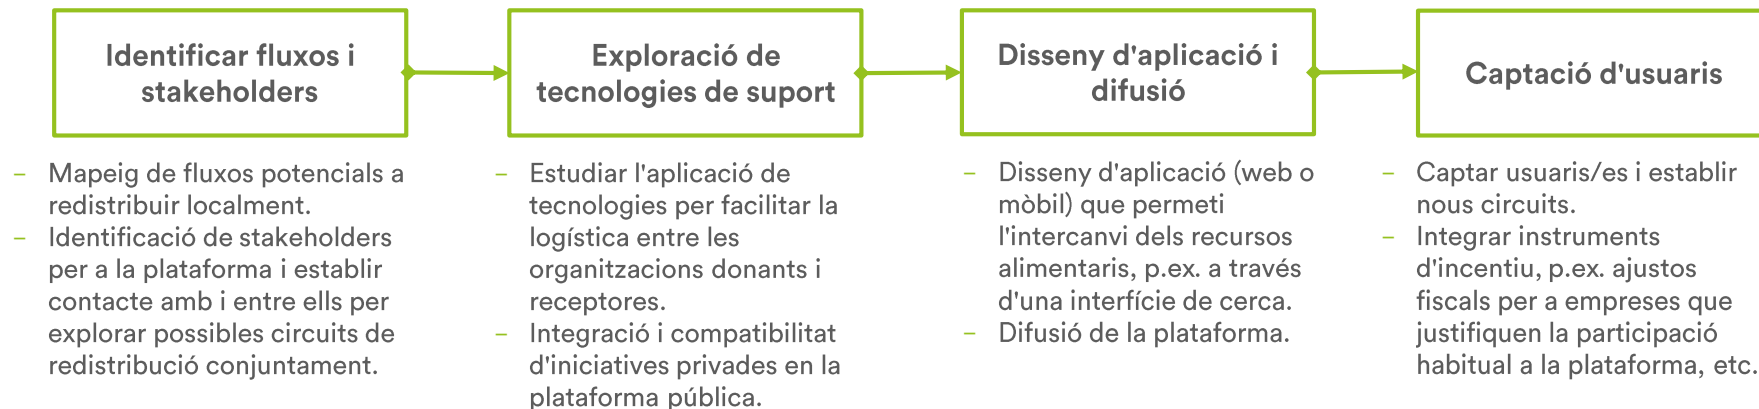 Identificar fluxos i
stakeholders
Exploració de
tecnologies de suport
Disseny d'aplicació i
difusió
Captació d'usuaris
– Mapeig de fluxos potencials a
redistribuir localment.
– Identificació de stakeholders
per a la plataforma i establir
contacte amb i entre ells per
explorar possibles circuits de
redistribució conjuntament.
– Estudiar l'aplicació de
tecnologies per facilitar la
logística entre les
organitzacions donants i
receptores.
– Integració i compatibilitat
d'iniciatives privades en la
plataforma pública.
– Disseny d'aplicació (web o
mòbil) que permeti
l'intercanvi dels recursos
alimentaris, p.ex. a través
d'una interfície de cerca.
– Difusió de la plataforma.
– Captar usuaris/es i establir
nous circuits.
– Integrar instruments
d'incentiu, p.ex. ajustos
fiscals per a empreses que
justifiquen la participació
habitual a la plataforma, etc.